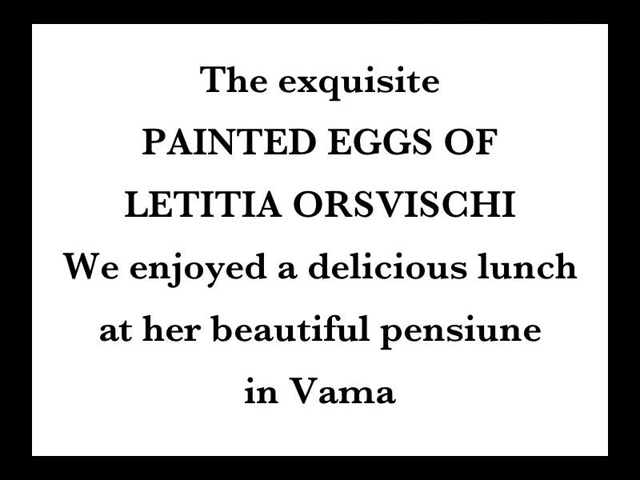 The exquisite
PAINTED EGGS OF
LETITIA ORSVISCHI
We enjoyed a delicious lunch
at her beautiful pensiune
in Vama